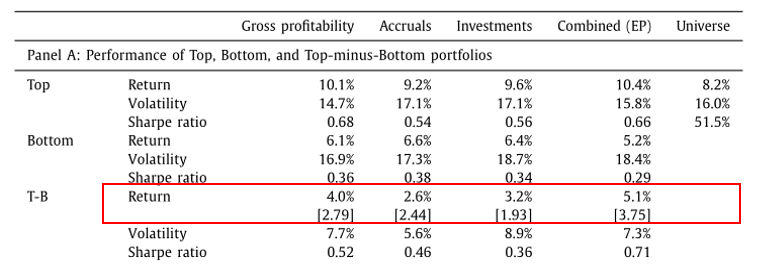 Gross profitability Accruals Investments Combined (EP) Universe
Panel A: Performance of Top, Bottom, and Top-minus-Bottom portfolios
Top Return 10.1% 9.2% 9.6% 10.4% 8.2%
Volatility 14.7% 17.1% 17.1% 15.8% 16.0%
Sharpe ratio 0.68 0.54 0.56 0.66 51.5%
Bottom Return 6.1% 6.6% 6.4% 5.2%
Volatility 16.9% 17.3% 18.7% 18.4%
Sharpe ratio 0.36 0.38 0.34 0.29
T-B Return 4.0% 2.6% 3.2% 5.1%
[2.79] [2.44] [1.93] [3.75]
Volatility 7.7% 5.6% 8.9% 7.3%
Sharpe ratio 0.52 0.46 0.36 0.71